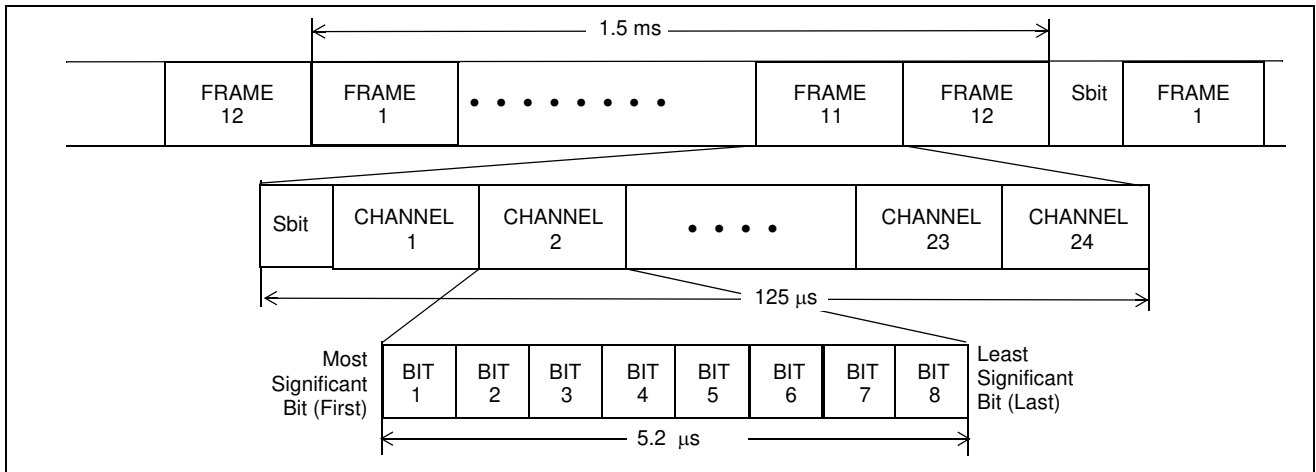 1.5 ms
FRAME 12
FRAME 1
FRAME 11
FRAME 12
Sbit
FRAME 1
Sbit
CHANNEL 1
CHANNEL 2
CHANNEL 23
CHANNEL 24
125 μs
Most Significant Bit (First)
BIT 1
BIT 2
BIT 3
BIT 4
BIT 5
BIT 6
BIT 7
BIT 8
Least Significant Bit (Last)
5.2 μs